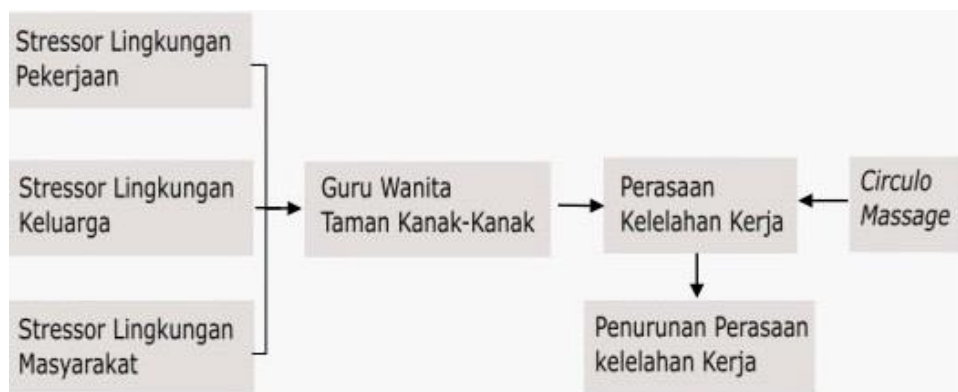 Stressor Lingkungan
Pekerjaan
Stressor Lingkungan
Keluarga
Guru Wanita
Taman Kanak-Kanak
Perasaan
Kelelahan Kerja
Circulo
Massage
Stressor Lingkungan
Masyarakat
Penurunan Perasaan
kelelahan Kerja